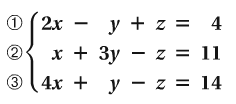 ① 2x − y + z = 4
② x + 3y − z = 11
③ 4x + y − z = 14